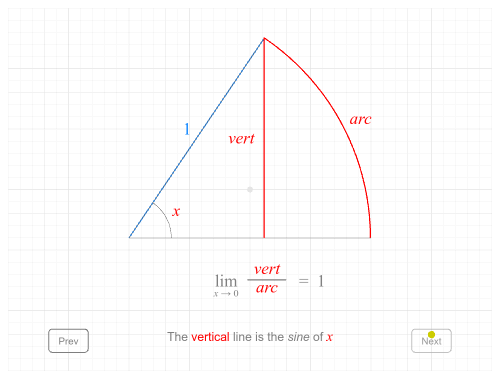 1
vert
arc
x
lim x → 0 vert / arc = 1
Prev
The vertical line is the sine of x
Next